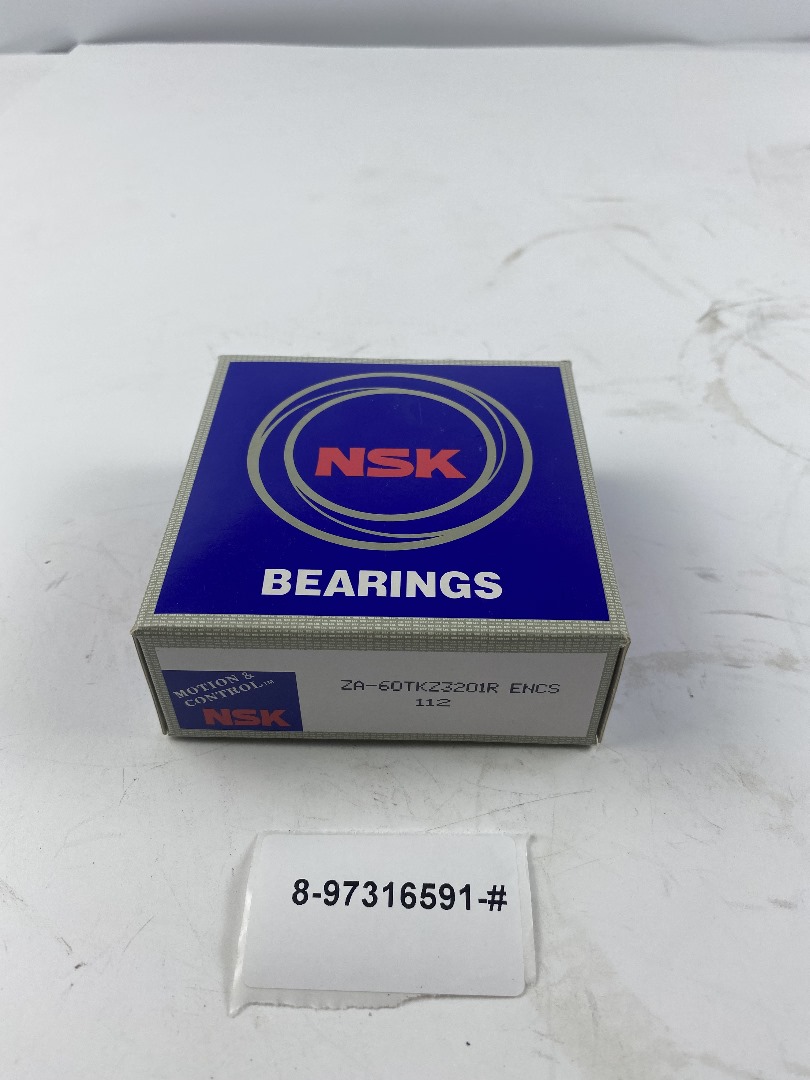 NSK
BEARINGS
MOTION &
CONTROL™
NSK
ZA-60TKZ3201R ENCS
112
8-97316591-#